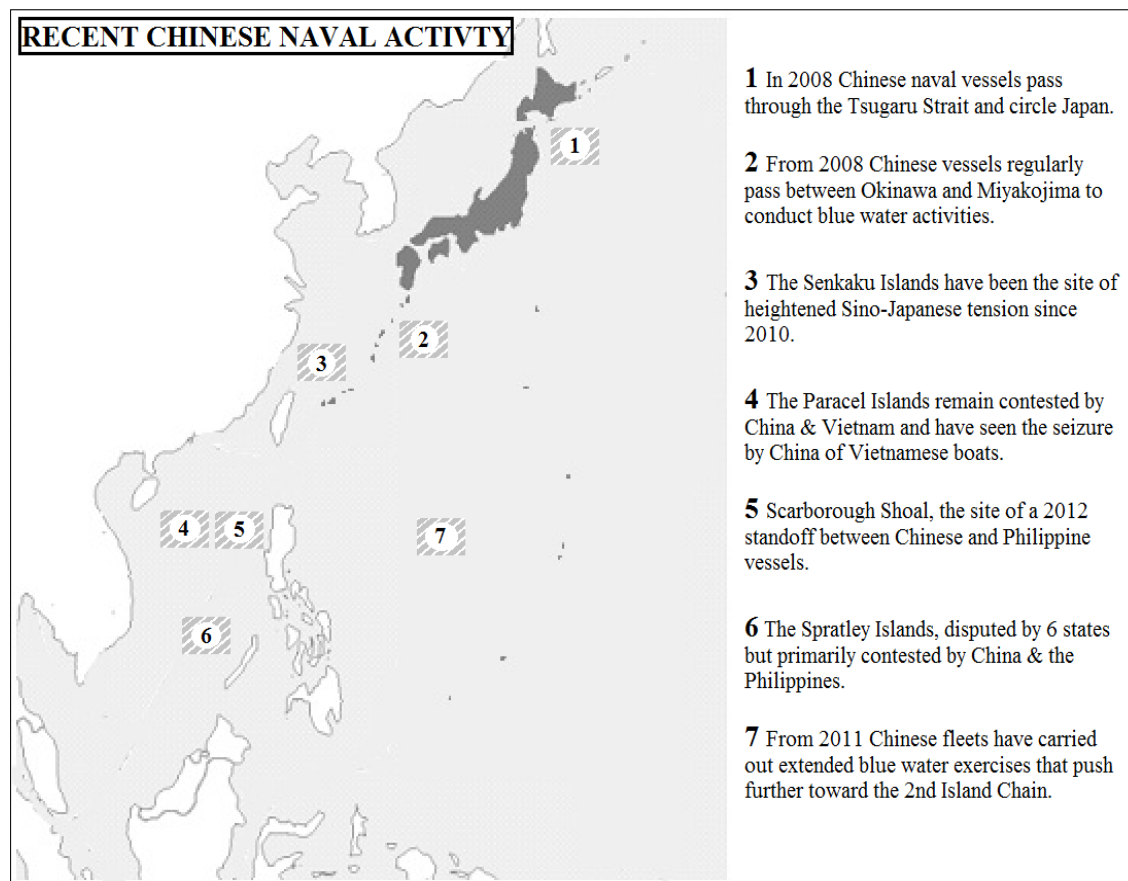 RECENT CHINESE NAVAL ACTIVTY
1 In 2008 Chinese naval vessels pass
through the Tsugaru Strait and circle Japan.
2 From 2008 Chinese vessels regularly
pass between Okinawa and Miyakojima to
conduct blue water activities.
3 The Senkaku Islands have been the site of
heightened Sino-Japanese tension since
2010.
4 The Paracel Islands remain contested by
China & Vietnam and have seen the seizure
by China of Vietnamese boats.
5 Scarborough Shoal, the site of a 2012
standoff between Chinese and Philippine
vessels.
6 The Spratley Islands, disputed by 6 states
but primarily contested by China & the
Philippines.
7 From 2011 Chinese fleets have carried
out extended blue water exercises that push
further toward the 2nd Island Chain.
1
2
3
4 5
7
6